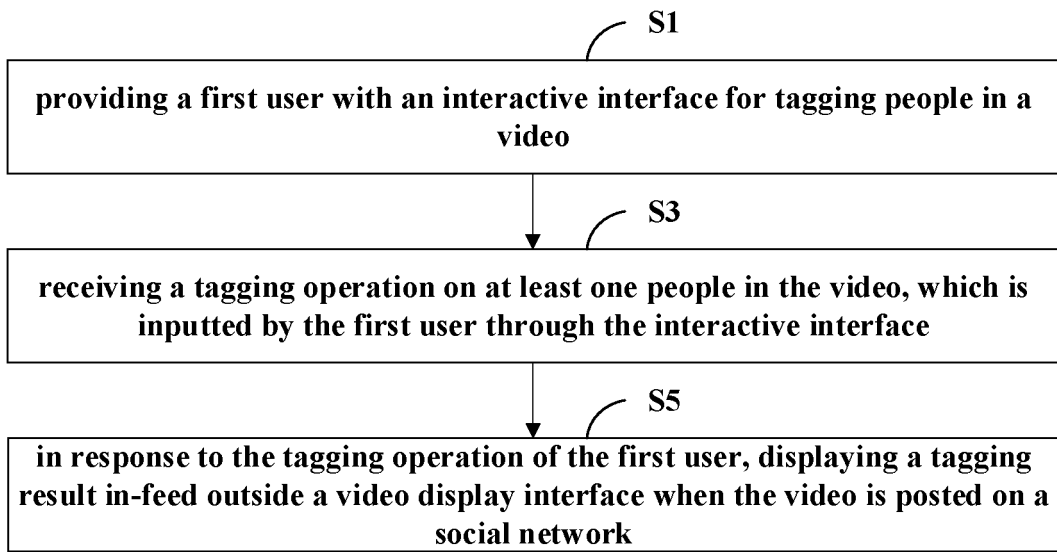 S1
providing a first user with an interactive interface for tagging people in a
video
S3
receiving a tagging operation on at least one people in the video, which is
inputted by the first user through the interactive interface
S5
in response to the tagging operation of the first user, displaying a tagging
result in-feed outside a video display interface when the video is posted on a
social network